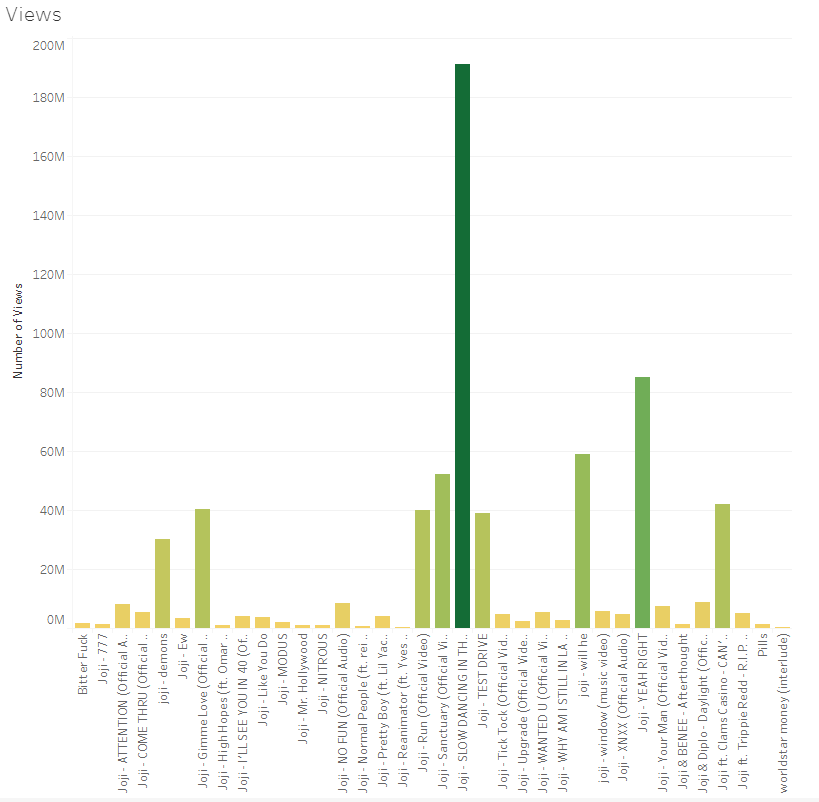 Views
200M
180M
160M
140M
120M
100M
80M
60M
40M
20M
0M
Number of Views
Bitter Fuck
Joji - 777
Joji - ATTENTION (Official A..
Joji - COME THRU (Official ..
joji - demons
Joji - Ew
Joji - Gimme Love (Official ..
Joji - High Hopes (ft. Omar ..
Joji - I'LL SEE YOU IN 40 (Of..
Joji - Like You Do
Joji - MODUS
Joji - Mr. Hollywood
Joji - NITROUS
Joji - NO FUN (Official Audio)
Joji - Normal People (ft. rei ..
Joji - Pretty Boy (ft. Lil Yac..
Joji - Reanimator (ft. Yves ..
Joji - Run (Official Video)
Joji - Sanctuary (Official Vi..
Joji - SLOW DANCING IN TH..
Joji - TEST DRIVE
Joji - Tick Tock (Official Vid..
Joji - Upgrade (Official Vide..
Joji - WANTED U (Official Vi..
Joji - WHY AM I STILL IN LA ..
joji - will he
joji - window (music video)
Joji - XNXX (Official Audio)
Joji - YEAH RIGHT
Joji - Your Man (Official Vid..
Joji & BENEE - Afterthought
Joji & Diplo - Daylight (Offic..
Joji ft. Clams Casino - CAN'..
Joji ft. Trippie Redd - R.I.P. ..
Pills
worldstar money (interlude)